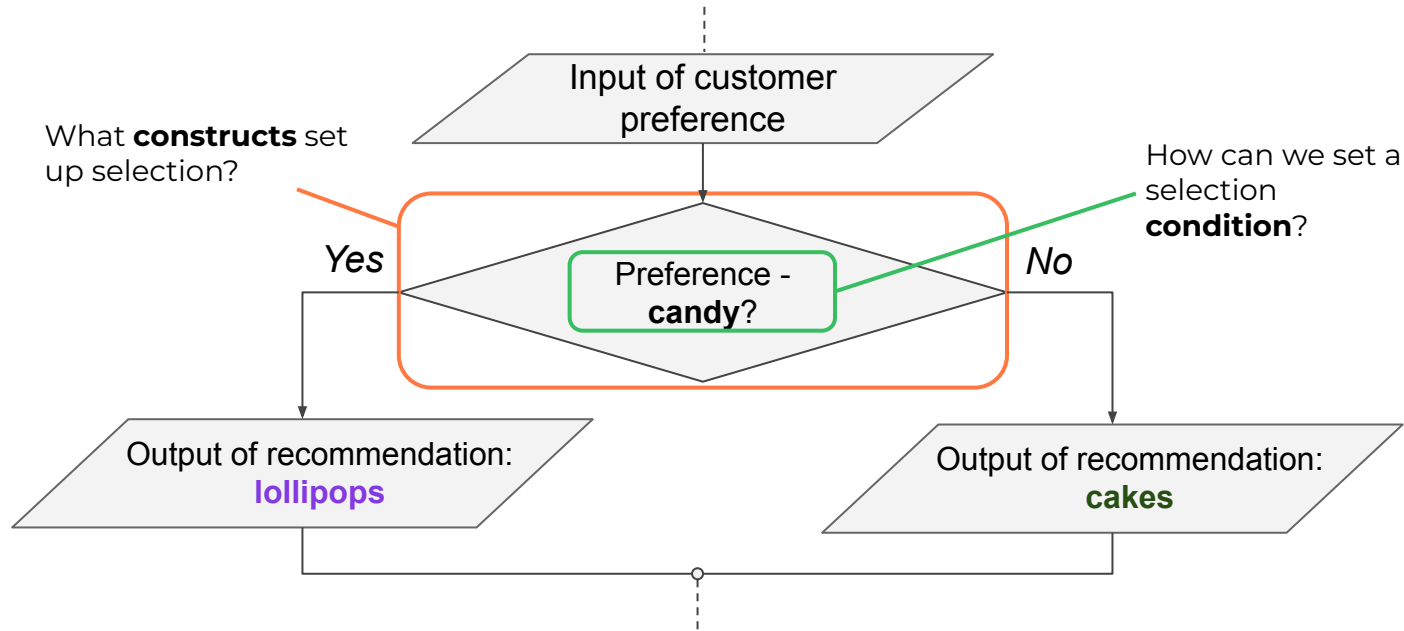 Input of customer
preference
What constructs set
up selection?
How can we set a
selection
condition?
Yes
No
Preference -
candy?
Output of recommendation:
lollipops
Output of recommendation:
cakes